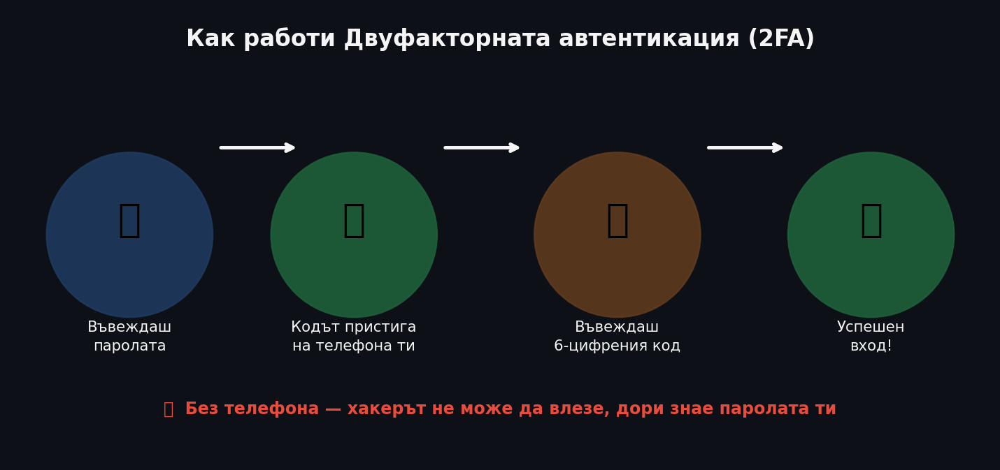 Как работи Двуфакторната автентикация (2FA)
Въвеждаш
паролата
Кодът пристига
на телефона ти
Въвеждаш
6-цифрения код
Успешен
вход!
Без телефона — хакерът не може да влезе, дори знае паролата ти